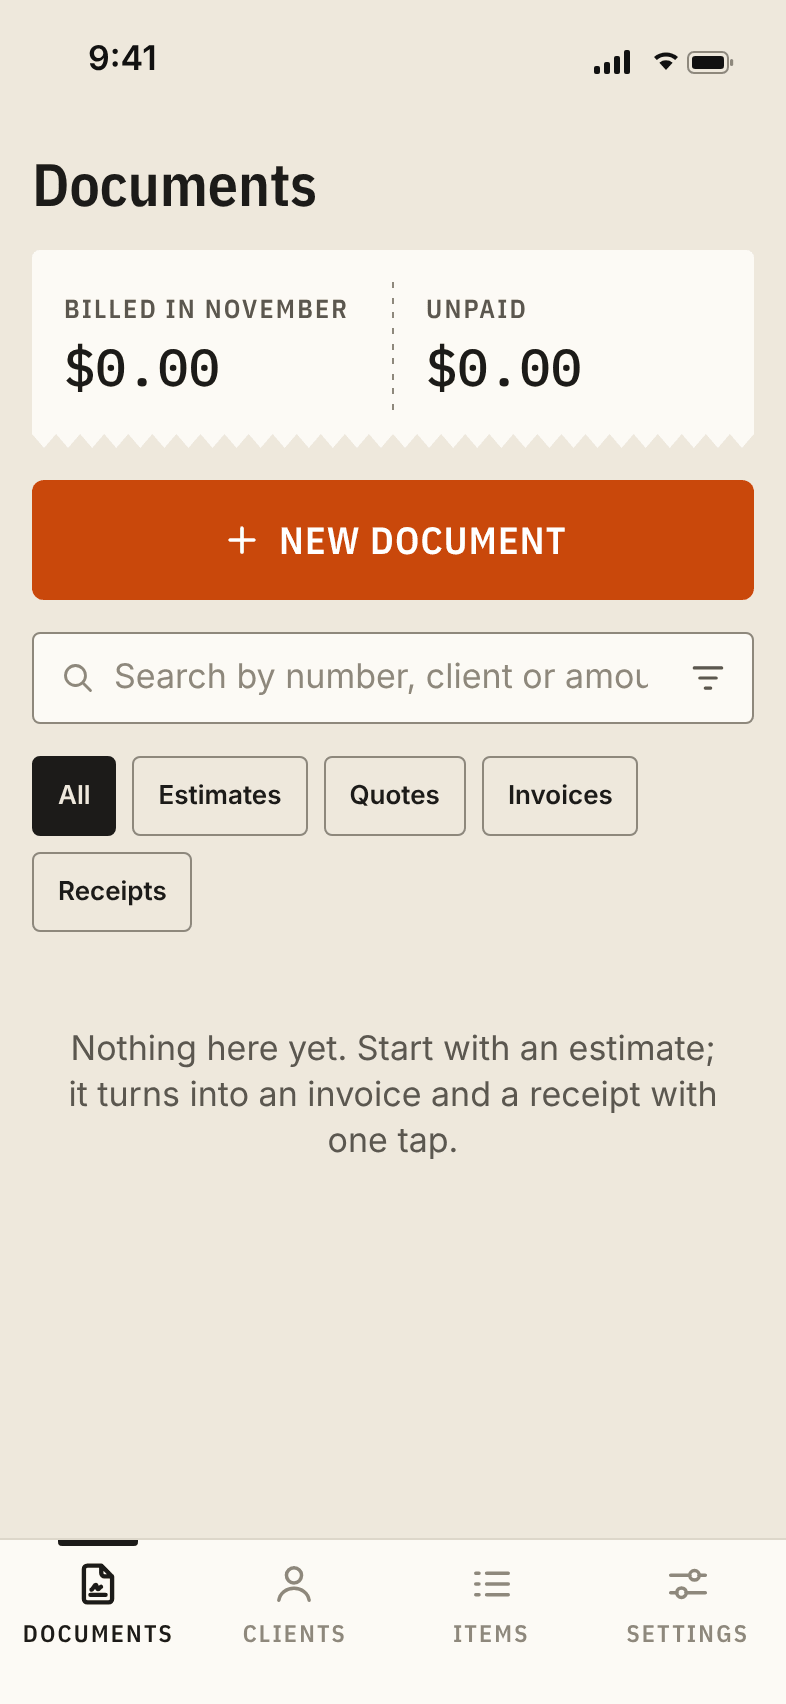 9:41
Documents
BILLED IN NOVEMBER
$0.00
UNPAID
$0.00
NEW DOCUMENT
Search by number, client or amou
All
Estimates
Quotes
Invoices
Receipts
Nothing here yet. Start with an estimate;
it turns into an invoice and a receipt with
one tap.
DOCUMENTS
CLIENTS
ITEMS
SETTINGS